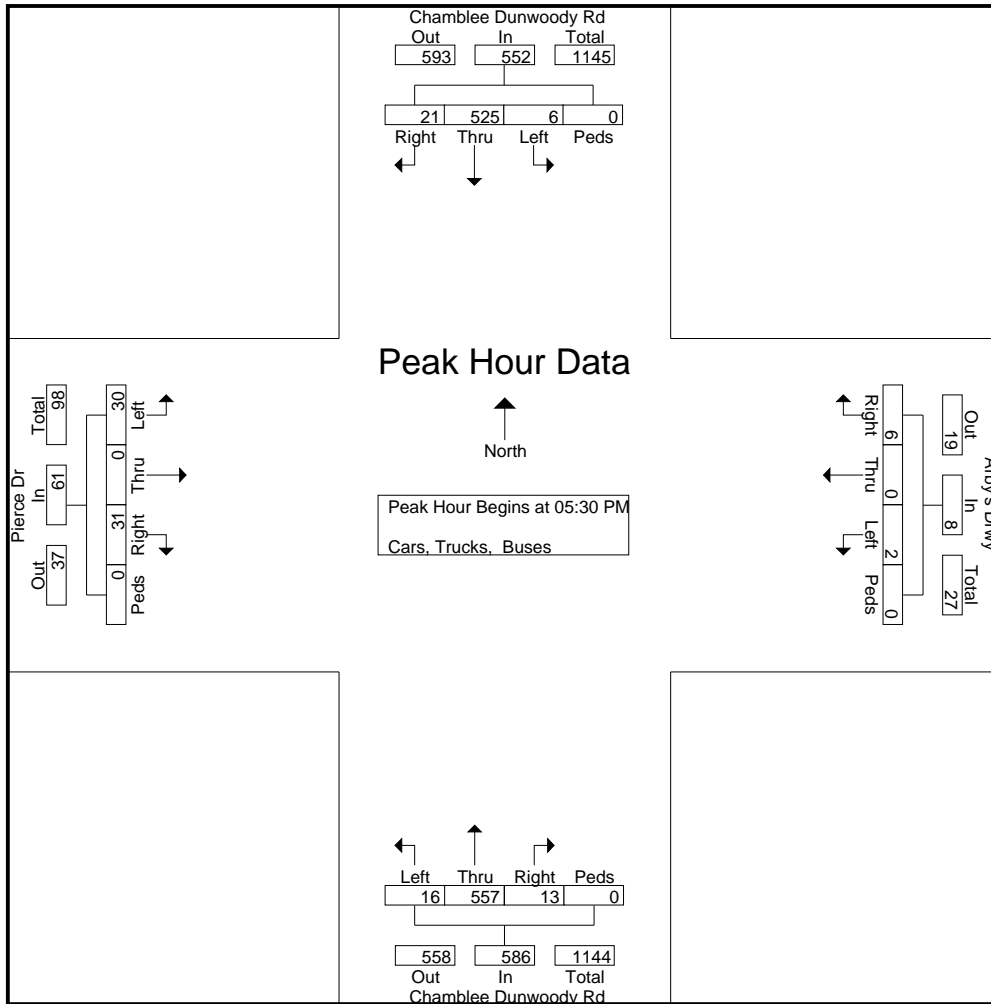 Chamblee Dunwoody Rd
Out In Total
593 552 1145
21 525 6 0
Right Thru Left Peds
Peak Hour Data
North
Peak Hour Begins at 05:30 PM
Cars, Trucks, Buses
Pierce Dr
Total In Out
98 61 37
30 0 31 0
Left Thru Right Peds
Right Thru Left Peds
6 0 2 0
Out In Total
19 8 27
Arby's Drwy
Left Thru Right Peds
16 557 13 0
558 586 1144
Out In Total
Chamblee Dunwoody Rd